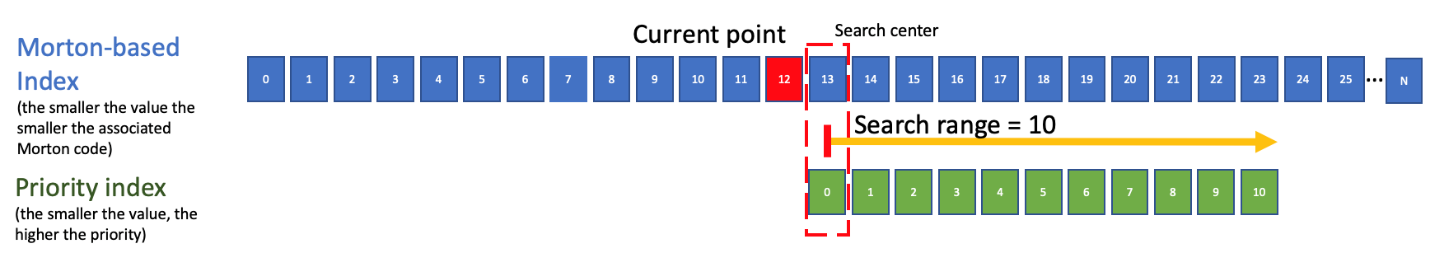 Current point
Search center
Morton-based
Index
(the smaller the value the
smaller the associated
Morton code)
0 1 2 3 4 5 6 7 8 9 10 11 12 13 14 15 16 17 18 19 20 21 22 23 24 25 ... N
Search range = 10
Priority index
(the smaller the value, the
higher the priority)
0 1 2 3 4 5 6 7 8 9 10